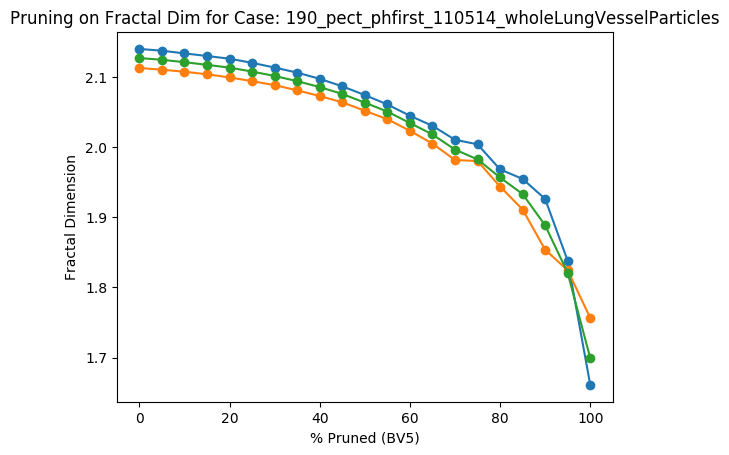 Pruning on Fractal Dim for Case: 190_pect_phfirst_110514_wholeLungVesselParticles
2.1
2.0
1.9
1.8
1.7
Fractal Dimension
0 20 40 60 80 100
% Pruned (BV5)